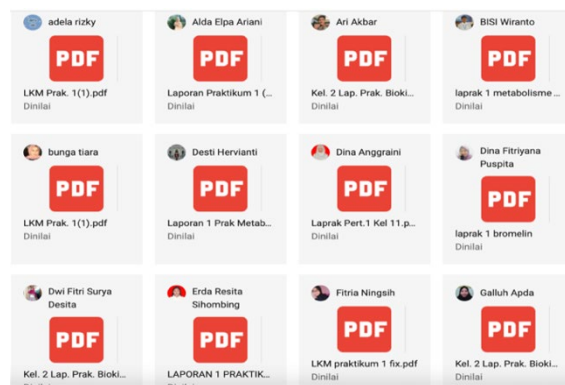 adela rizky
PDF
LKM Prak. 1(1).pdf
Dinilai
Alda Elpa Ariani
PDF
Laporan Praktikum 1 (...
Dinilai
Ari Akbar
PDF
Kel. 2 Lap. Prak. Bioki...
Dinilai
BISI Wiranto
PDF
laprak 1 metabolisme ...
Dinilai
bunga tiara
PDF
LKM Prak. 1(1).pdf
Dinilai
Desti Hervianti
PDF
Laporan 1 Prak Metab...
Dinilai
Dina Anggraini
PDF
Laprak Pert.1 Kel 11.p...
Dinilai
Dina Fitriyana
Puspita
PDF
laprak 1 bromelin
Dinilai
Dwi Fitri Surya
Desita
PDF
Kel. 2 Lap. Prak. Bioki...
Dinilai
Erda Resita
Sihombing
PDF
LAPORAN 1 PRAKTIK...
Dinilai
Fitria Ningsih
PDF
LKM praktikum 1 fix.pdf
Dinilai
Galluh Apda
PDF
Kel. 2 Lap. Prak. Bioki...
Dinilai